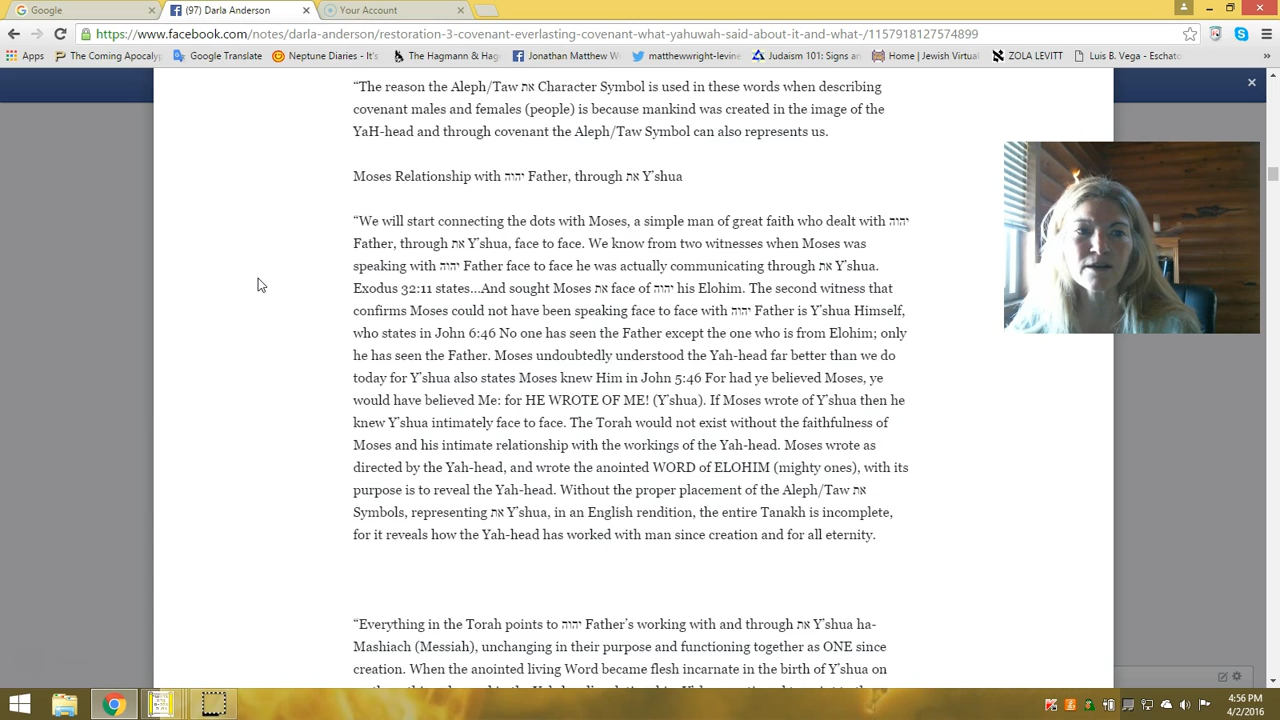 Google
(97) Darla Anderson
Your Account
https://www.facebook.com/notes/darla-anderson/restoration-3-covenant-everlasting-covenant-what-yahuwah-said-about-it-and-what-/1157918127574899
Apps
The Coming Apocalyp
Google Translate
Neptune Diaries - It's
The Hagmann & Hag
Jonathan Matthew W
matthewwright-levine
Judaism 101: Signs an
Home | Jewish Virtual
ZOLA LEVITT
Luis B. Vega - Eschato
“The reason the Aleph/Taw את Character Symbol is used in these words when describing
covenant males and females (people) is because mankind was created in the image of the
YaH-head and through covenant the Aleph/Taw Symbol can also represents us.
Moses Relationship with יהוה Father, through את Y’shua
“We will start connecting the dots with Moses, a simple man of great faith who dealt with יהוה
Father, through את Y’shua, face to face. We know from two witnesses when Moses was
speaking with יהוה Father face to face he was actually communicating through את Y’shua.
Exodus 32:11 states…And sought Moses את face of יהוה his Elohim. The second witness that
confirms Moses could not have been speaking face to face with יהוה Father is Y’shua Himself,
who states in John 6:46 No one has seen the Father except the one who is from Elohim; only
he has seen the Father. Moses undoubtedly understood the Yah-head far better than we do
today for Y’shua also states Moses knew Him in John 5:46 For had ye believed Moses, ye
would have believed Me: for HE WROTE OF ME! (Y’shua). If Moses wrote of Y’shua then he
knew Y’shua intimately face to face. The Torah would not exist without the faithfulness of
Moses and his intimate relationship with the workings of the Yah-head. Moses wrote as
directed by the Yah-head, and wrote the anointed WORD of ELOHIM (mighty ones), with its
purpose is to reveal the Yah-head. Without the proper placement of the Aleph/Taw את
Symbols, representing את Y’shua, in an English rendition, the entire Tanakh is incomplete,
for it reveals how the Yah-head has worked with man since creation and for all eternity.
“Everything in the Torah points to יהוה Father’s working with and through את Y’shua ha-
Mashiach (Messiah), unchanging in their purpose and functioning together as ONE since
creation. When the anointed living Word became flesh incarnate in the birth of Y’shua on
4:56 PM
4/2/2016